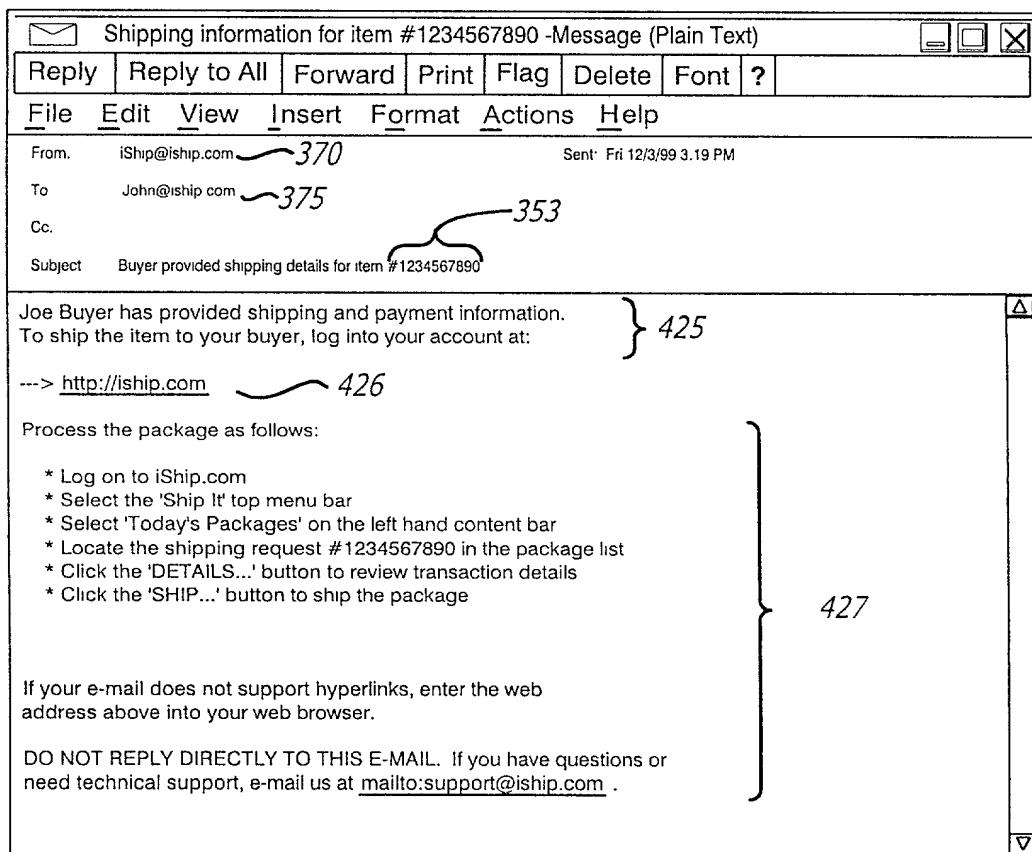 Shipping information for item #1234567890 -Message (Plain Text)
Reply Reply to All Forward Print Flag Delete Font ?
File Edit View Insert Format Actions Help
From. iShip@iship.com 370 Sent: Fri 12/3/99 3.19 PM
To John@iship com 375
Cc. 353
Subject Buyer provided shipping details for item #1234567890
Joe Buyer has provided shipping and payment information.
To ship the item to your buyer, log into your account at:
425
---> http://iship.com 426
Process the package as follows:
* Log on to iShip.com
* Select the 'Ship It' top menu bar
* Select 'Today's Packages' on the left hand content bar
* Locate the shipping request #1234567890 in the package list
* Click the 'DETAILS...' button to review transaction details
* Click the 'SHIP...' button to ship the package
427
If your e-mail does not support hyperlinks, enter the web
address above into your web browser.
DO NOT REPLY DIRECTLY TO THIS E-MAIL. If you have questions or
need technical support, e-mail us at mailto:support@iship.com .